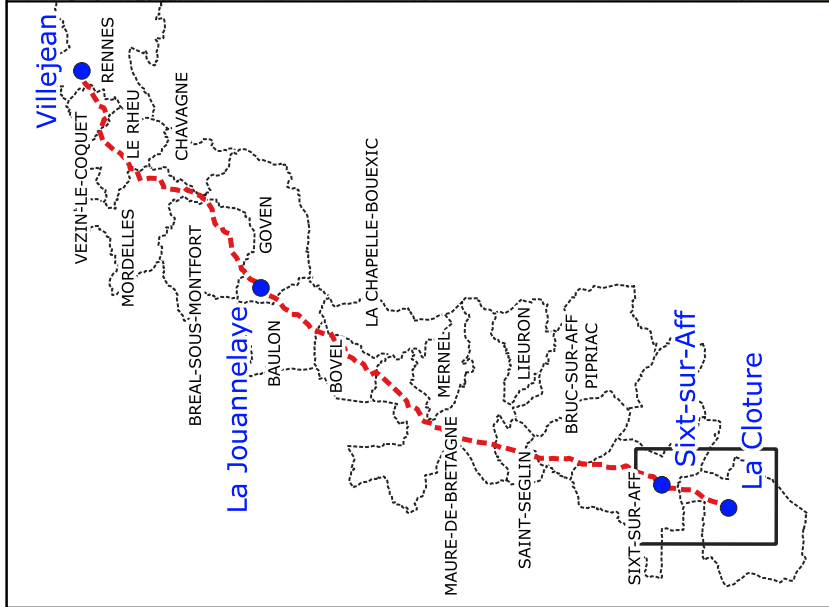 Villejean
RENNES
VEZIN-LE-COQUET
LE RHEU
CHAVAGNE
MORDELLES
BREAL-SOUS-MONTFORT
GOVEN
La Jouannelaye
BAULON
LA CHAPELLE-BOUEXIC
BOVEL
MERNEL
MAURE-DE-BRETAGNE
LIEURON
SAINT-SEGLIN
BRUC-SUR-AFF
PIPRIAC
SIXT-SUR-AFF
Sixt-sur-Aff
La Cloture